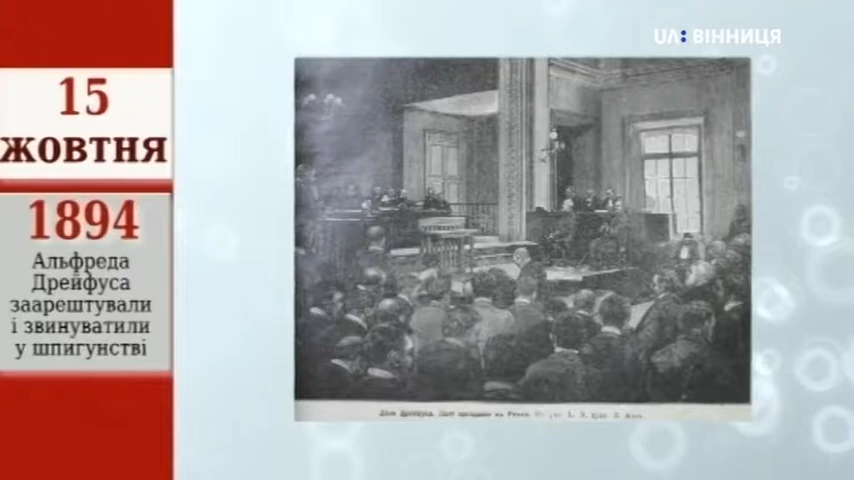 UA: ВІННИЦЯ
15
ЖОВТНЯ
1894
Альфреда
Дрейфуса
заарештували
і звинуватили
у шпигунстві